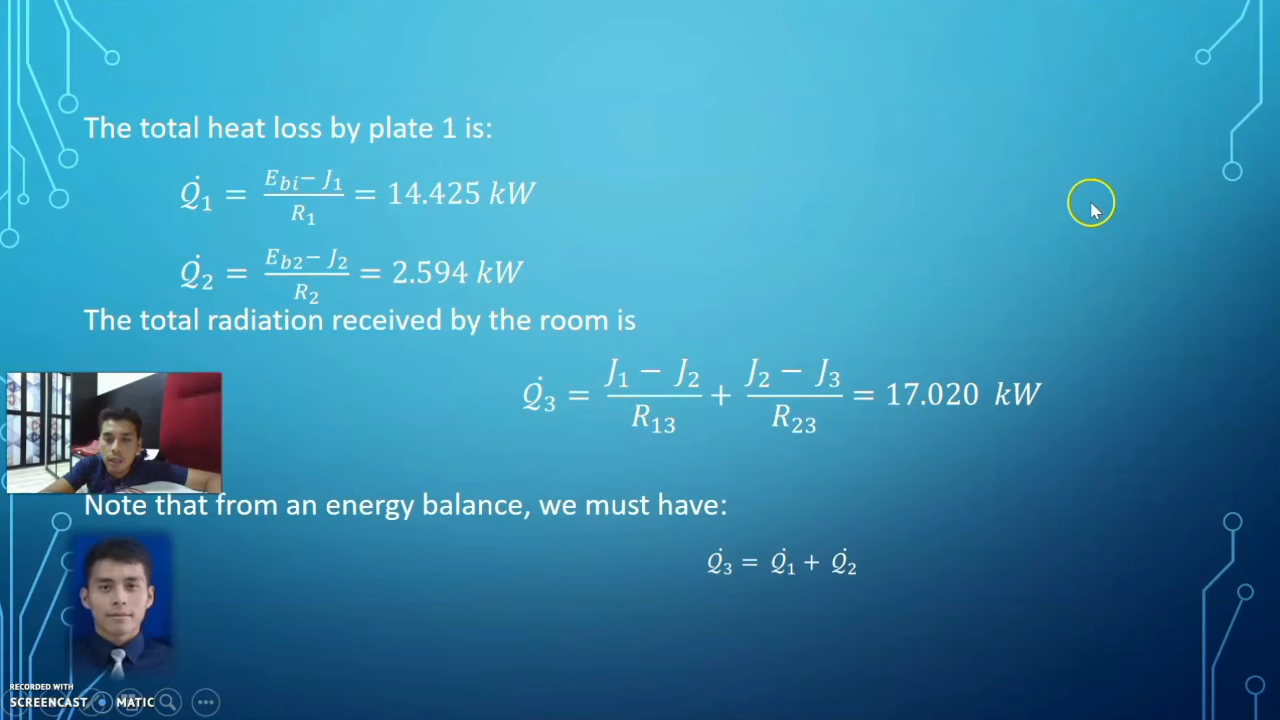 The total heat loss by plate 1 is:
Q̇₁ = (E_bi − J₁)/R₁ = 14.425 kW
Q̇₂ = (E_b2 − J₂)/R₂ = 2.594 kW
The total radiation received by the room is
Q̇₃ = (J₁ − J₂)/R₁₃ + (J₂ − J₃)/R₂₃ = 17.020 kW
Note that from an energy balance, we must have:
Q̇₃ = Q̇₁ + Q̇₂
RECORDED WITH
SCREENCAST MATIC